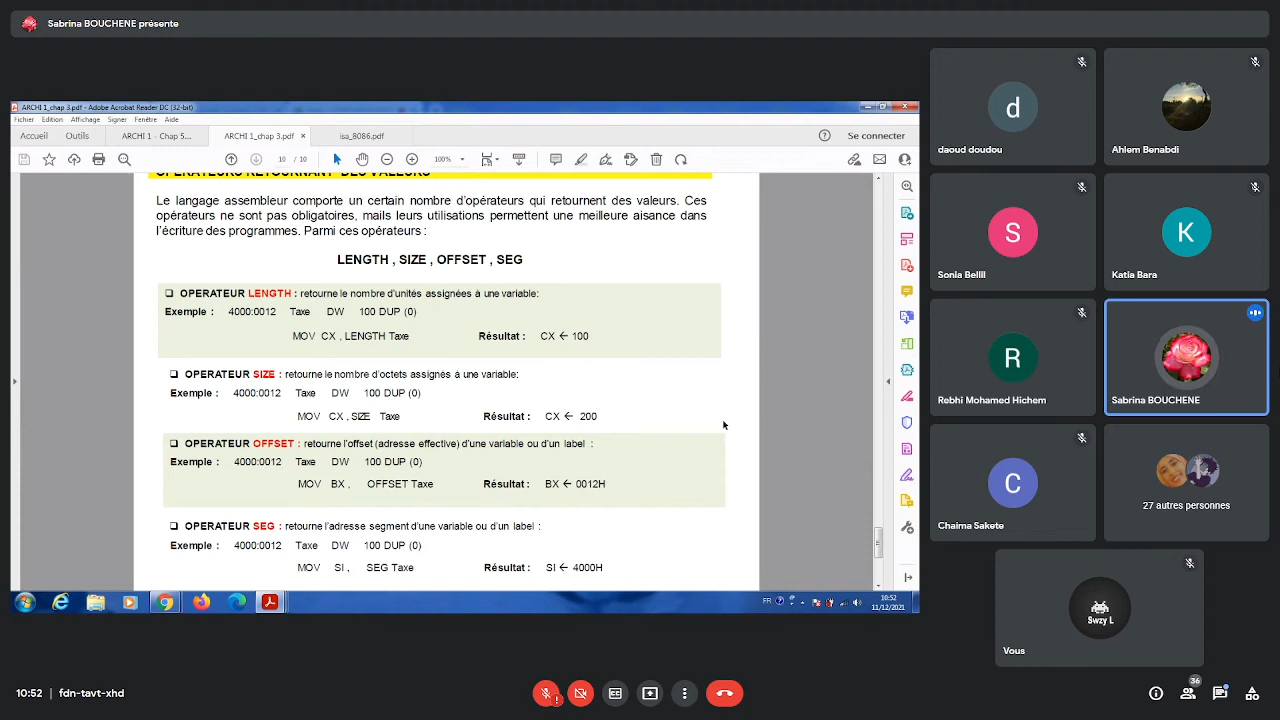 Sabrina BOUCHENE présente
ARCHI 1_chap 3.pdf - Adobe Acrobat Reader DC (32-bit)
Fichier Edition Affichage Signer Fenêtre Aide
Accueil Outils ARCHI 1 - Chap 5... ARCHI 1_chap 3.pdf × isa_8086.pdf Se connecter
10 / 10 100%
OPERATEURS RETOURNANT DES VALEURS
Le langage assembleur comporte un certain nombre d'opérateurs qui retournent des valeurs. Ces
opérateurs ne sont pas obligatoires, mails leurs utilisations permettent une meilleure aisance dans
l'écriture des programmes. Parmi ces opérateurs :
LENGTH , SIZE , OFFSET , SEG
❑ OPERATEUR LENGTH : retourne le nombre d'unités assignées à une variable:
Exemple : 4000:0012 Taxe DW 100 DUP (0)
MOV CX , LENGTH Taxe Résultat : CX ← 100
❑ OPERATEUR SIZE : retourne le nombre d'octets assignés à une variable:
Exemple : 4000:0012 Taxe DW 100 DUP (0)
MOV CX , SIZE Taxe Résultat : CX ← 200
❑ OPERATEUR OFFSET : retourne l'offset (adresse effective) d'une variable ou d'un label :
Exemple : 4000:0012 Taxe DW 100 DUP (0)
MOV BX , OFFSET Taxe Résultat : BX ← 0012H
❑ OPERATEUR SEG : retourne l'adresse segment d'une variable ou d'un label :
Exemple : 4000:0012 Taxe DW 100 DUP (0)
MOV SI , SEG Taxe Résultat : SI ← 4000H
FR 10:52
11/12/2021
d
daoud doudou
Ahlem Benabdi
S
Sonia Bellil
K
Katia Bara
R
Rebhi Mohamed Hichem
Sabrina BOUCHENE
C
Chaima Sakete
27 autres personnes
Swzy L
Vous
10:52 | fdn-tavt-xhd
36